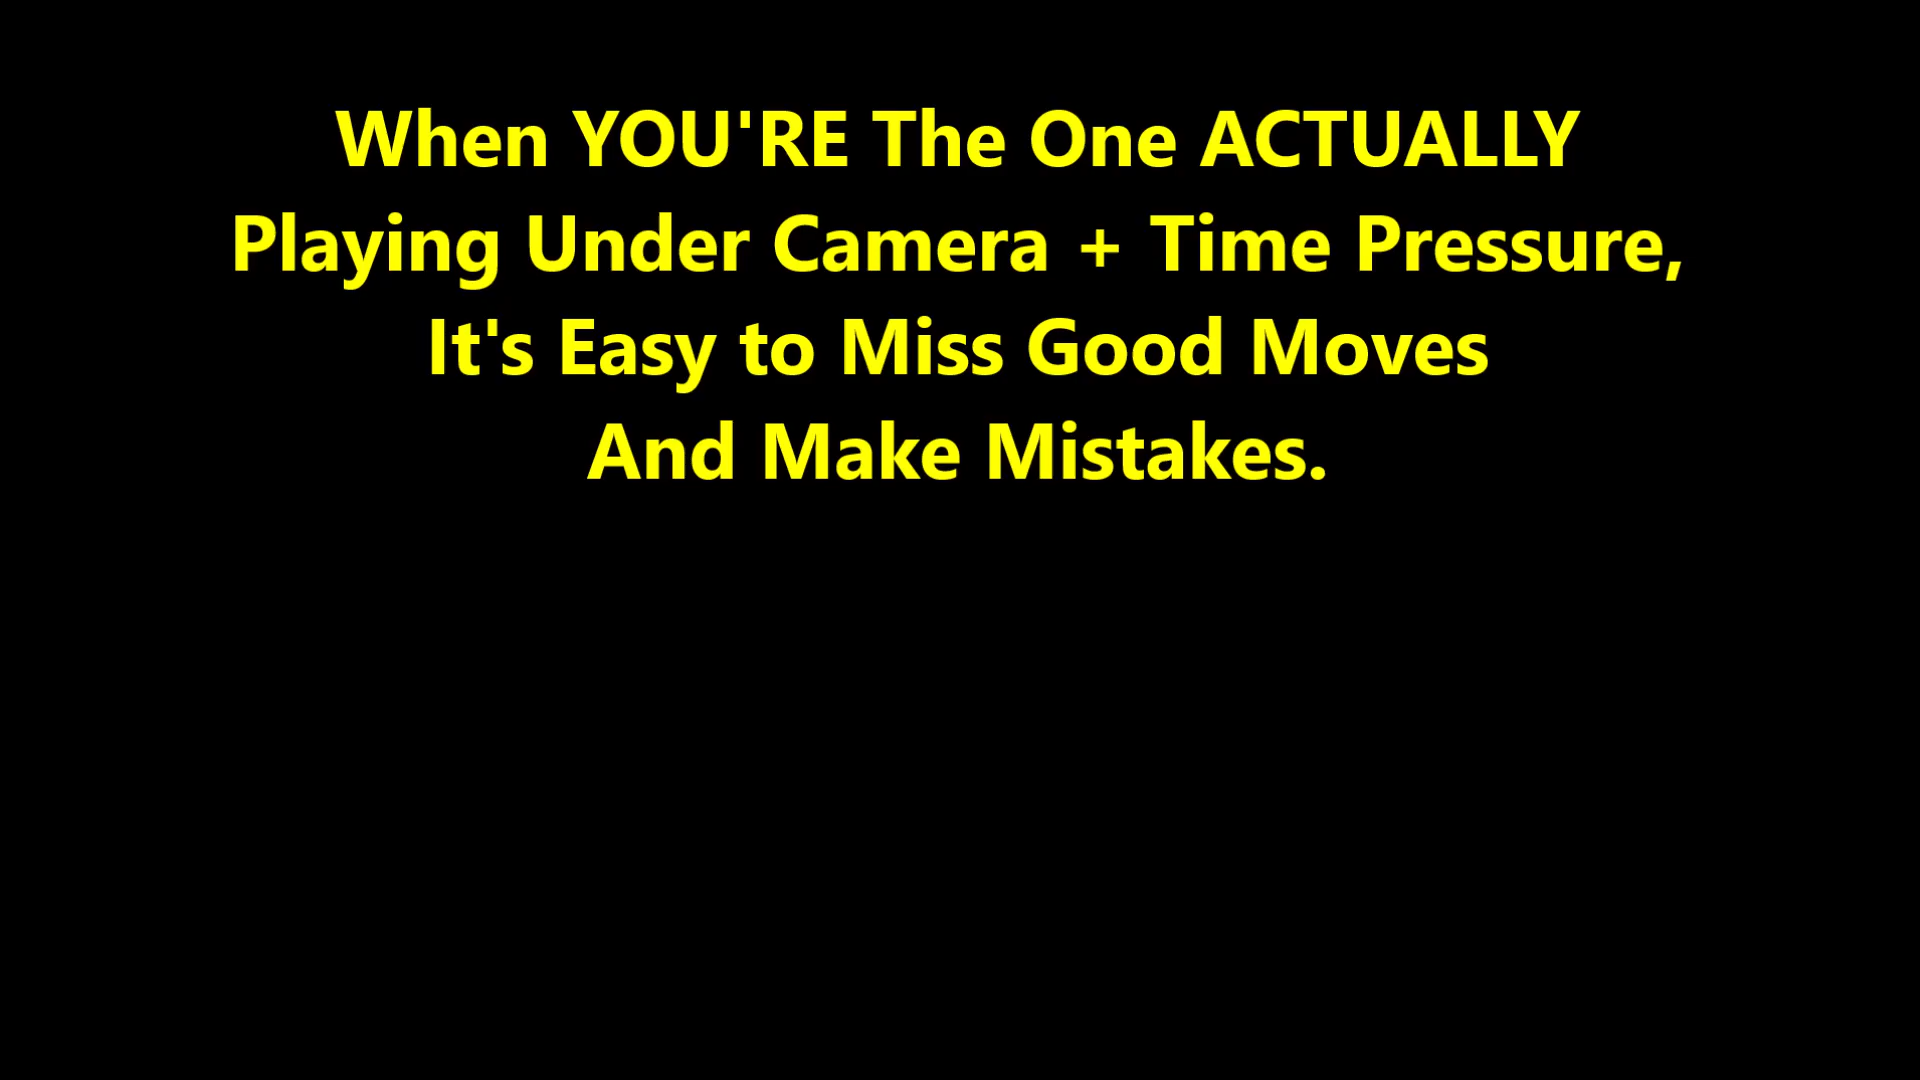 When YOU'RE The One ACTUALLY
Playing Under Camera + Time Pressure,
It's Easy to Miss Good Moves
And Make Mistakes.